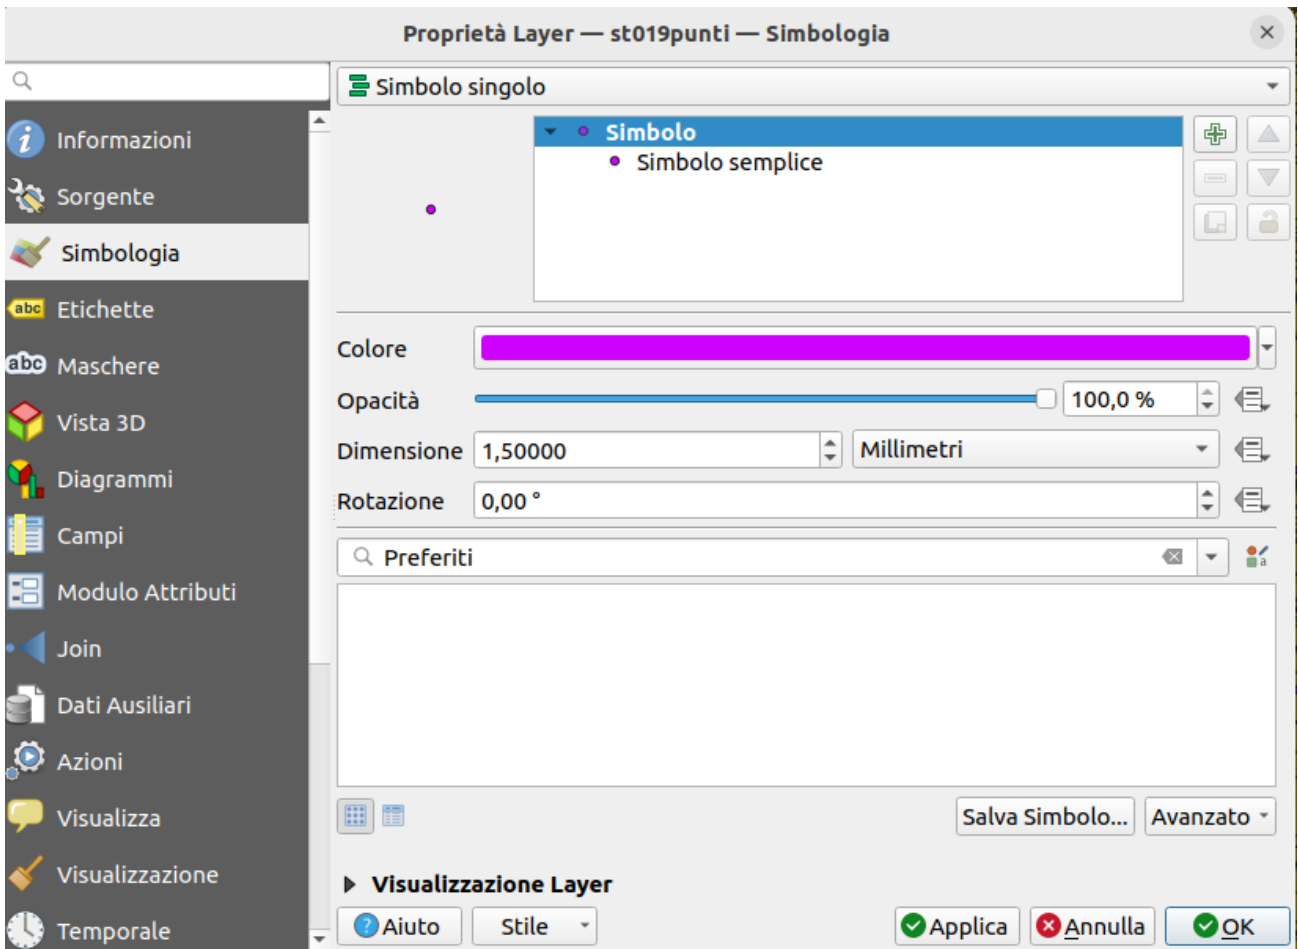 Proprietà Layer — st019punti — Simbologia
Informazioni
Sorgente
Simbologia
abc Etichette
abc Maschere
Vista 3D
Diagrammi
Campi
Modulo Attributi
Join
Dati Ausiliari
Azioni
Visualizza
Visualizzazione
Temporale
Simbolo singolo
Simbolo
Simbolo semplice
Colore
Opacità 100,0 %
Dimensione 1,50000 Millimetri
Rotazione 0,00 °
Preferiti
Salva Simbolo... Avanzato
Visualizzazione Layer
Aiuto Stile Applica Annulla OK